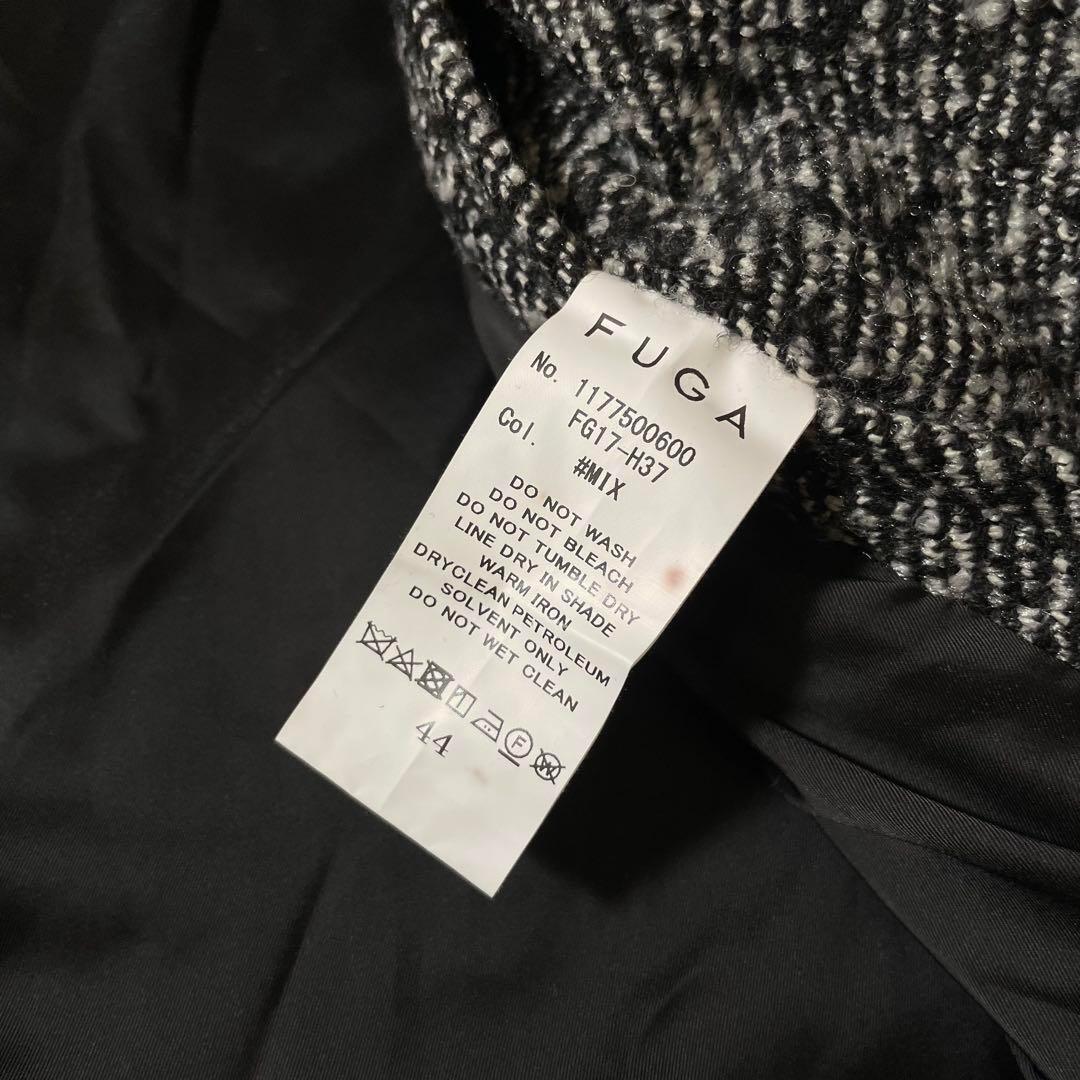 FUGA
No. 1177500600
FG17-H37
Col. #MIX
DO NOT WASH
DO NOT BLEACH
DO NOT TUMBLE DRY
LINE DRY IN SHADE
WARM IRON
DRYCLEAN PETROLEUM
SOLVENT ONLY
DO NOT WET CLEAN
F W
44